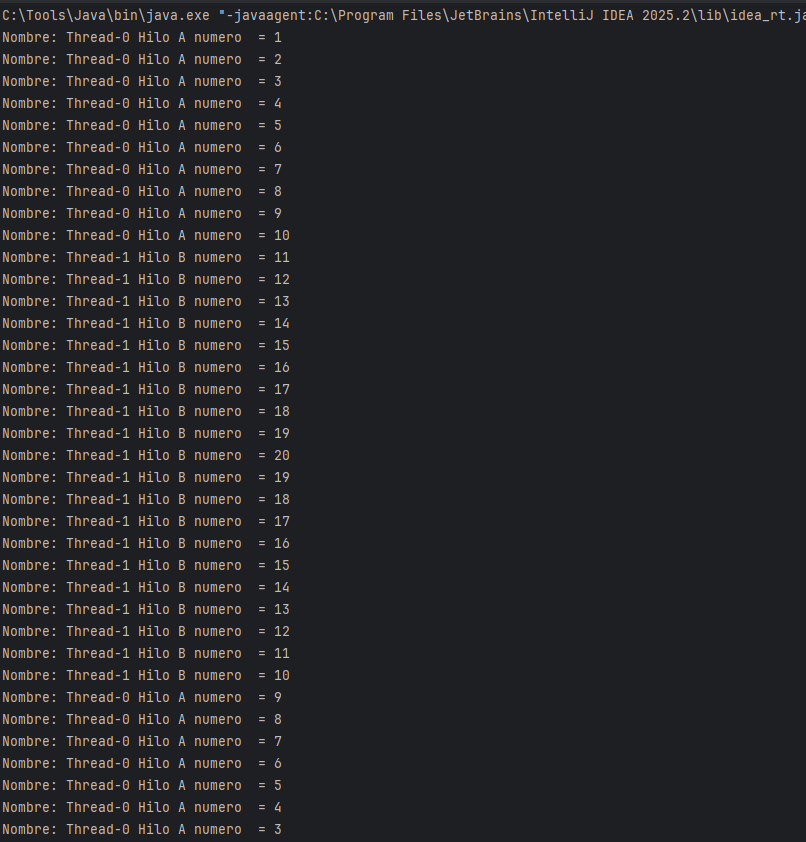 C:\Tools\Java\bin\java.exe "-javaagent:C:\Program Files\JetBrains\IntelliJ IDEA 2025.2\lib\idea_rt.ja
Nombre: Thread-0 Hilo A numero  = 1
Nombre: Thread-0 Hilo A numero  = 2
Nombre: Thread-0 Hilo A numero  = 3
Nombre: Thread-0 Hilo A numero  = 4
Nombre: Thread-0 Hilo A numero  = 5
Nombre: Thread-0 Hilo A numero  = 6
Nombre: Thread-0 Hilo A numero  = 7
Nombre: Thread-0 Hilo A numero  = 8
Nombre: Thread-0 Hilo A numero  = 9
Nombre: Thread-0 Hilo A numero  = 10
Nombre: Thread-1 Hilo B numero  = 11
Nombre: Thread-1 Hilo B numero  = 12
Nombre: Thread-1 Hilo B numero  = 13
Nombre: Thread-1 Hilo B numero  = 14
Nombre: Thread-1 Hilo B numero  = 15
Nombre: Thread-1 Hilo B numero  = 16
Nombre: Thread-1 Hilo B numero  = 17
Nombre: Thread-1 Hilo B numero  = 18
Nombre: Thread-1 Hilo B numero  = 19
Nombre: Thread-1 Hilo B numero  = 20
Nombre: Thread-1 Hilo B numero  = 19
Nombre: Thread-1 Hilo B numero  = 18
Nombre: Thread-1 Hilo B numero  = 17
Nombre: Thread-1 Hilo B numero  = 16
Nombre: Thread-1 Hilo B numero  = 15
Nombre: Thread-1 Hilo B numero  = 14
Nombre: Thread-1 Hilo B numero  = 13
Nombre: Thread-1 Hilo B numero  = 12
Nombre: Thread-1 Hilo B numero  = 11
Nombre: Thread-1 Hilo B numero  = 10
Nombre: Thread-0 Hilo A numero  = 9
Nombre: Thread-0 Hilo A numero  = 8
Nombre: Thread-0 Hilo A numero  = 7
Nombre: Thread-0 Hilo A numero  = 6
Nombre: Thread-0 Hilo A numero  = 5
Nombre: Thread-0 Hilo A numero  = 4
Nombre: Thread-0 Hilo A numero  = 3